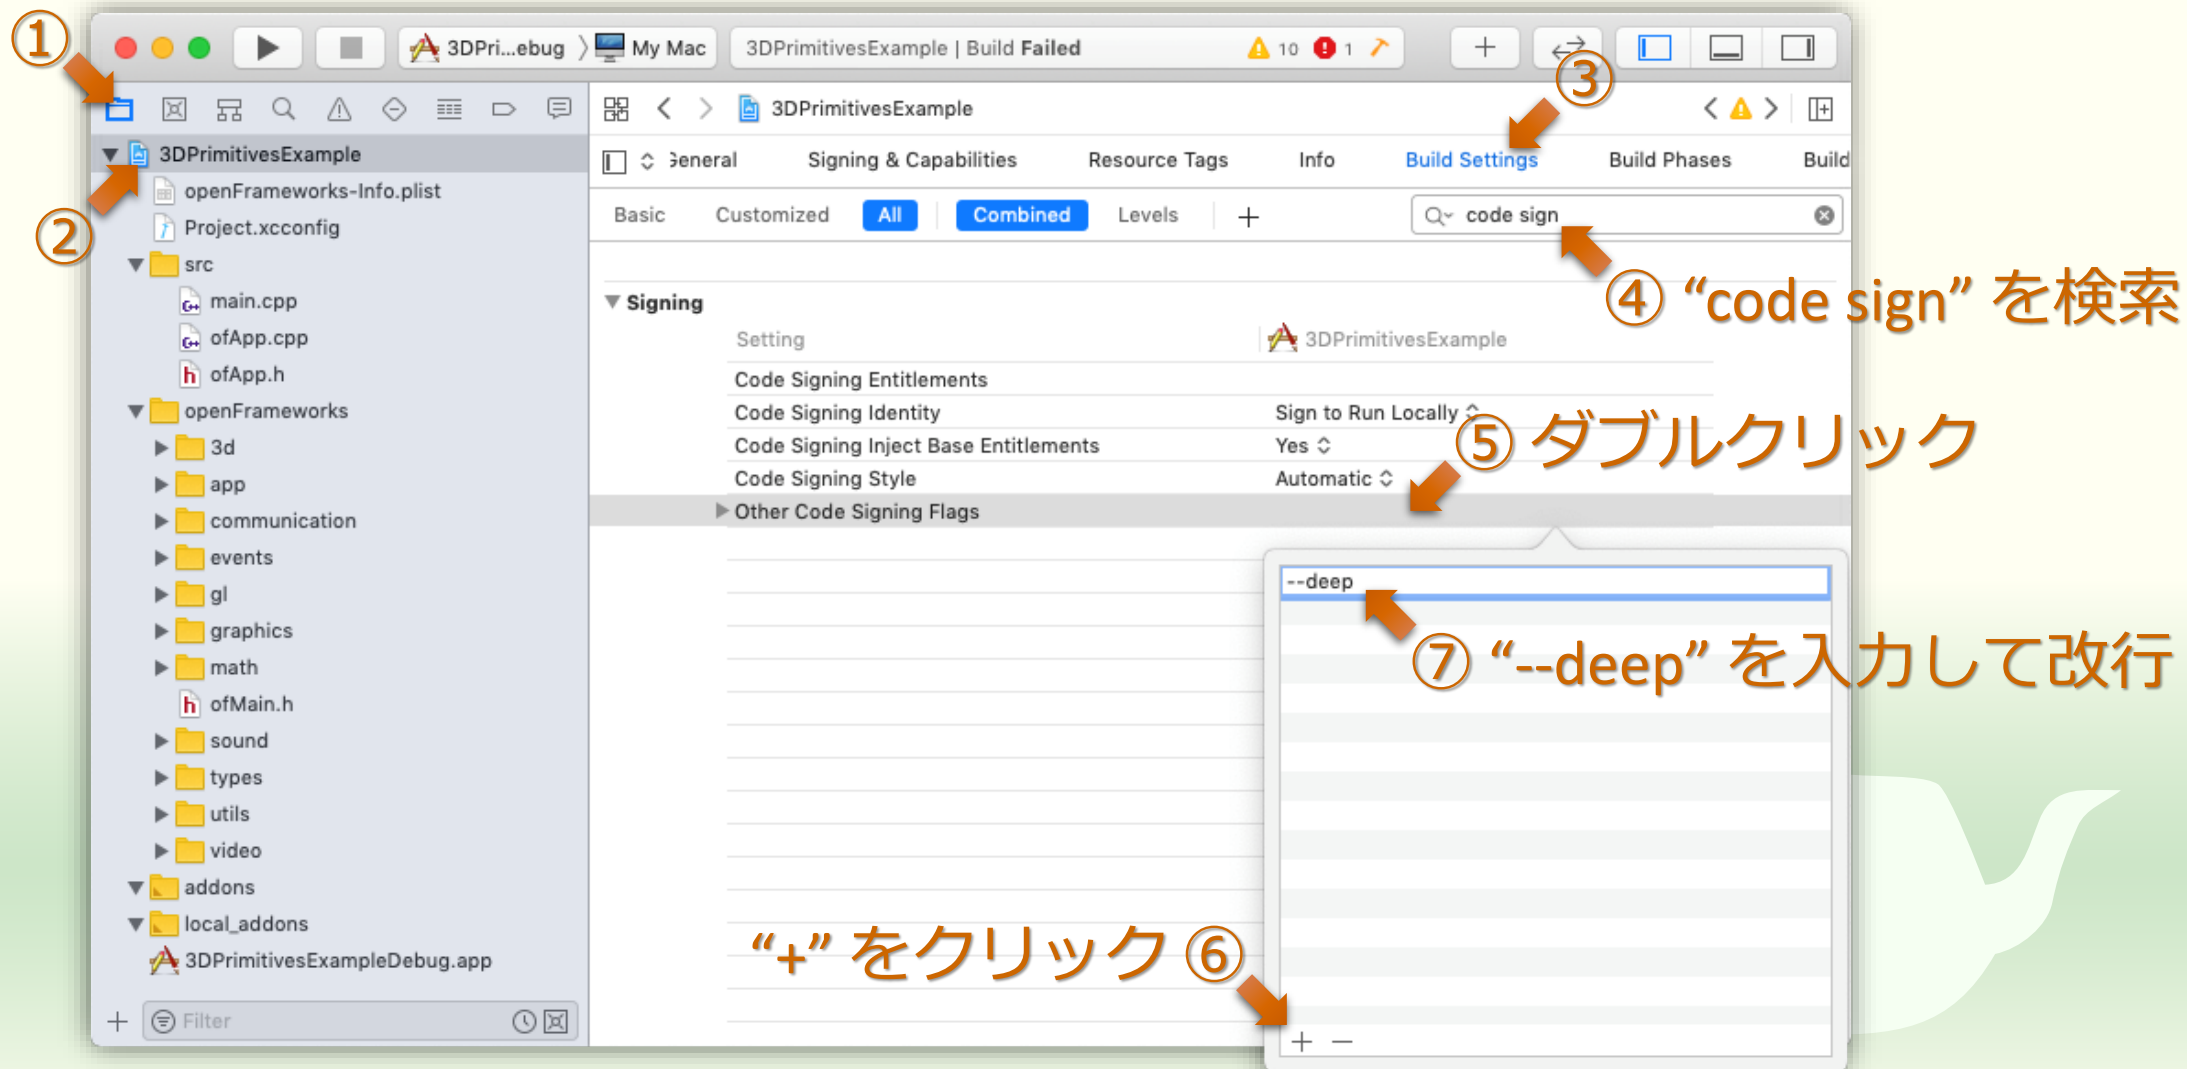 ①
3DPri...ebug 〉 My Mac
3DPrimitivesExample | Build Failed
10
1
③
3DPrimitivesExample
3DPrimitivesExample
②
openFrameworks-Info.plist
Project.xcconfig
src
main.cpp
ofApp.cpp
ofApp.h
openFrameworks
3d
app
communication
events
gl
graphics
math
ofMain.h
sound
types
utils
video
addons
local_addons
3DPrimitivesExampleDebug.app
Filter
General
Signing & Capabilities
Resource Tags
Info
Build Settings
Build Phases
Build
Basic
Customized
All
Combined
Levels
+
code sign
④ “code sign” を検索
Signing
Setting
3DPrimitivesExample
Code Signing Entitlements
Code Signing Identity
Sign to Run Locally
Code Signing Inject Base Entitlements
Yes
Code Signing Style
Automatic
⑤ ダブルクリック
Other Code Signing Flags
--deep
⑦ “--deep” を入力して改行
“+” をクリック ⑥